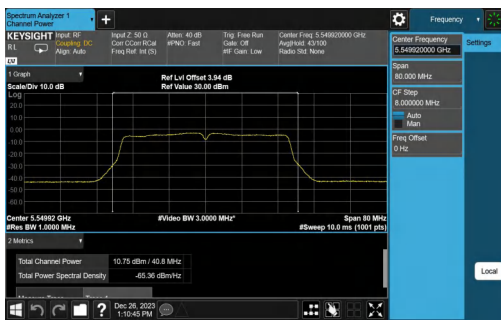 Spectrum Analyzer 1
Channel Power
Frequency
KEYSIGHT
RL
Input: RF
Coupling: DC
Align: Auto
Input Z: 50 Ω
Corr CCorr RCal
Freq Ref: Int (S)
Atten: 40 dB
#PNO: Fast
Trig: Free Run
Gate: Off
#IF Gain: Low
Center Freq: 5.549920000 GHz
Avg|Hold: 43/100
Radio Std: None
Center Frequency
5.549920000 GHz
Settings
Span
80.000 MHz
CF Step
8.000000 MHz
Auto
Man
Freq Offset
0 Hz
Local
1 Graph
Scale/Div 10.0 dB
Ref Lvl Offset 3.94 dB
Ref Value 30.00 dBm
Log
20.0
10.0
0.00
-10.0
-20.0
-30.0
-40.0
-50.0
-60.0
Center 5.54992 GHz
#Res BW 1.0000 MHz
#Video BW 3.0000 MHz*
Span 80 MHz
#Sweep 10.0 ms (1001 pts)
2 Metrics
Total Channel Power
10.75 dBm / 40.8 MHz
Total Power Spectral Density
-65.36 dBm/Hz
Dec 26, 2023
1:10:45 PM